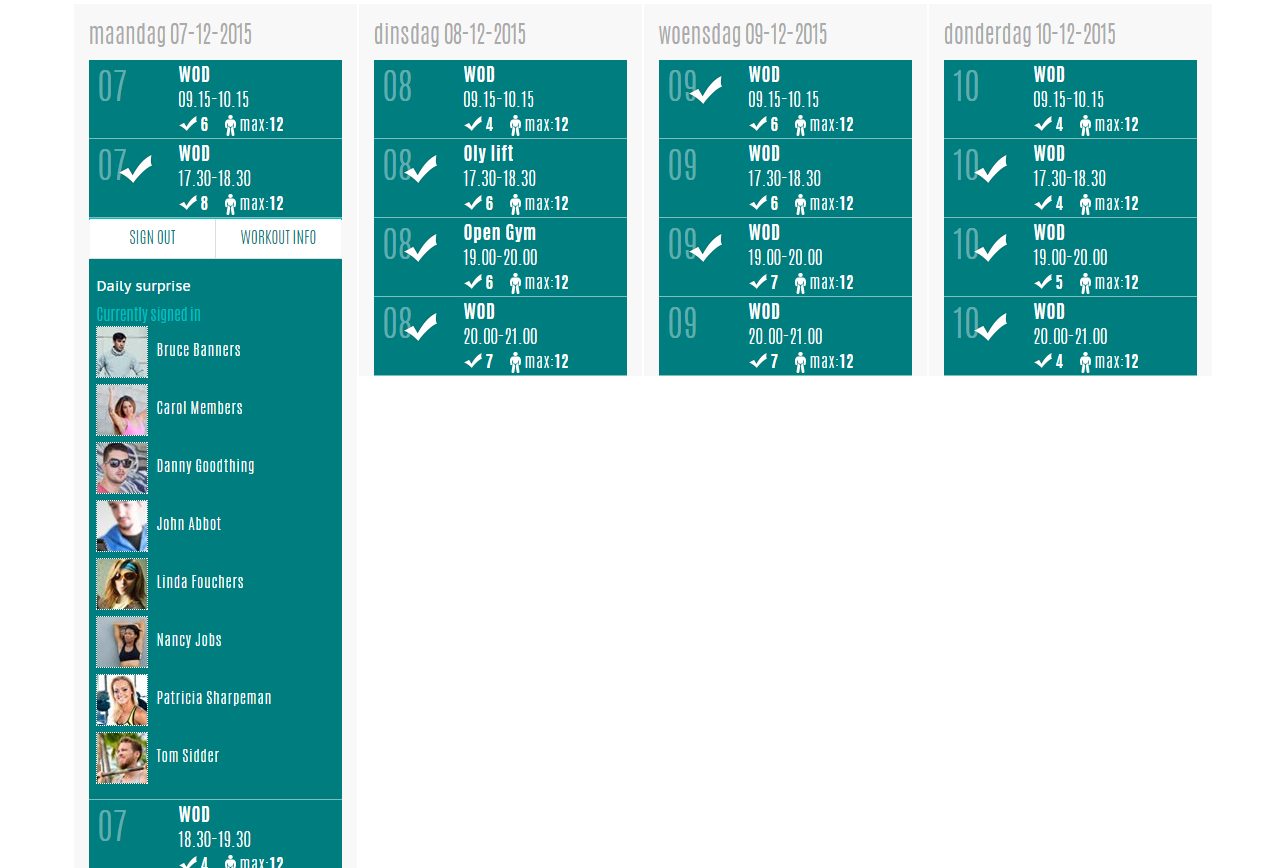 maandag 07-12-2015
07
WOD
09.15-10.15
6 max:12
07
WOD
17.30-18.30
8 max:12
SIGN OUT WORKOUT INFO
Daily surprise
Currently signed in
Bruce Banners
Carol Members
Danny Goodthing
John Abbot
Linda Fouchers
Nancy Jobs
Patricia Sharpeman
Tom Sidder
07
WOD
18.30-19.30
4 max:12
dinsdag 08-12-2015
08
WOD
09.15-10.15
4 max:12
08
Oly lift
17.30-18.30
6 max:12
08
Open Gym
19.00-20.00
6 max:12
08
WOD
20.00-21.00
7 max:12
woensdag 09-12-2015
09
WOD
09.15-10.15
6 max:12
09
WOD
17.30-18.30
6 max:12
09
WOD
19.00-20.00
7 max:12
09
WOD
20.00-21.00
7 max:12
donderdag 10-12-2015
10
WOD
09.15-10.15
4 max:12
10
WOD
17.30-18.30
4 max:12
10
WOD
19.00-20.00
5 max:12
10
WOD
20.00-21.00
4 max:12